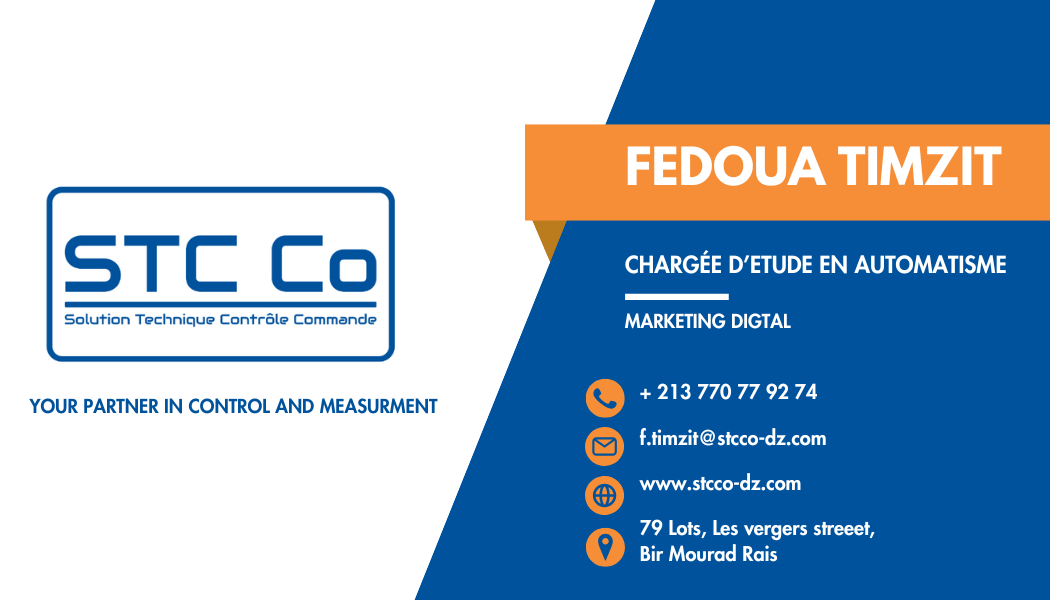 STC Co
Solution Technique Contrôle Commande
YOUR PARTNER IN CONTROL AND MEASURMENT
FEDOUA TIMZIT
CHARGÉE D'ETUDE EN AUTOMATISME
MARKETING DIGTAL
+ 213 770 77 92 74
f.timzit@stcco-dz.com
www.stcco-dz.com
79 Lots, Les vergers streeet,
Bir Mourad Rais